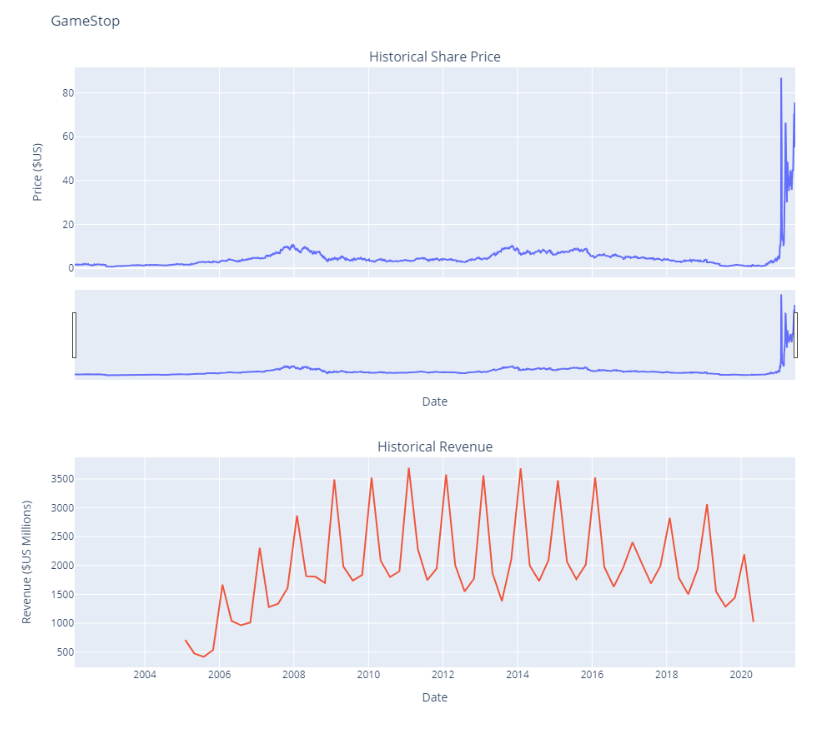 GameStop
Historical Share Price
Price ($US)
80
60
40
20
0
Date
Historical Revenue
Revenue ($US Millions)
3500
3000
2500
2000
1500
1000
500
2004 2006 2008 2010 2012 2014 2016 2018 2020
Date